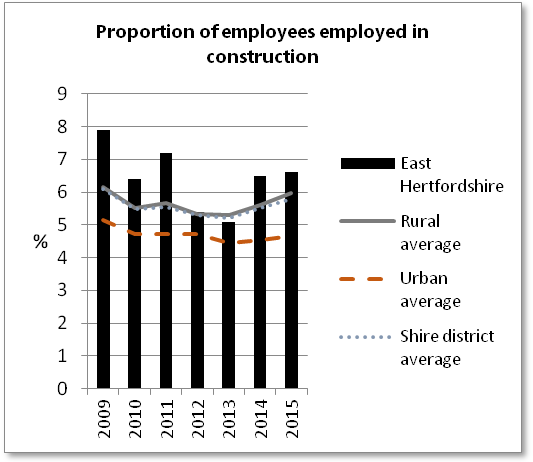 Proportion of employees employed in
construction
9
8
7
6
5
4
3
2
1
0
%
2009
2010
2011
2012
2013
2014
2015
East
Hertfordshire
Rural
average
Urban
average
Shire district
average